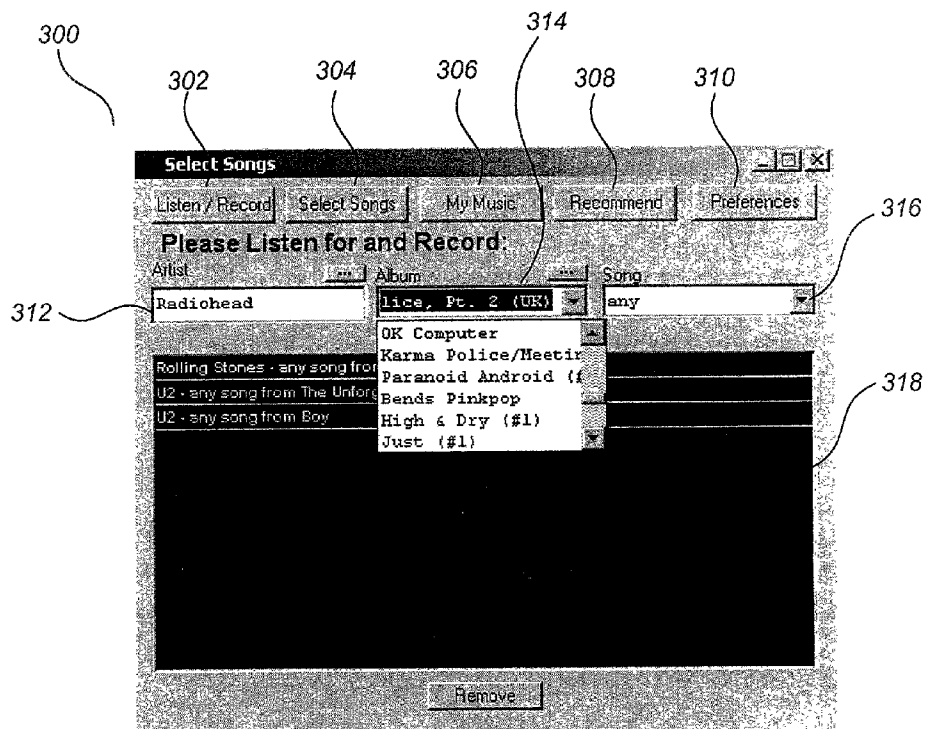 314
300
302 304 306 308 310
Select Songs
Listen / Record Select Songs My Music Recommend Preferences
316
Please Listen for and Record:
Artist ... Album ... Song
312 Radiohead lice, Pt. 2 (UK) any
OK Computer
Rolling Stones - any song from Karma Police/Meetin
Paranoid Android (
318
U2 - any song from The Unforg Bends Pinkpop
U2 - any song from Boy High & Dry (#1)
Just (#1)
Remove